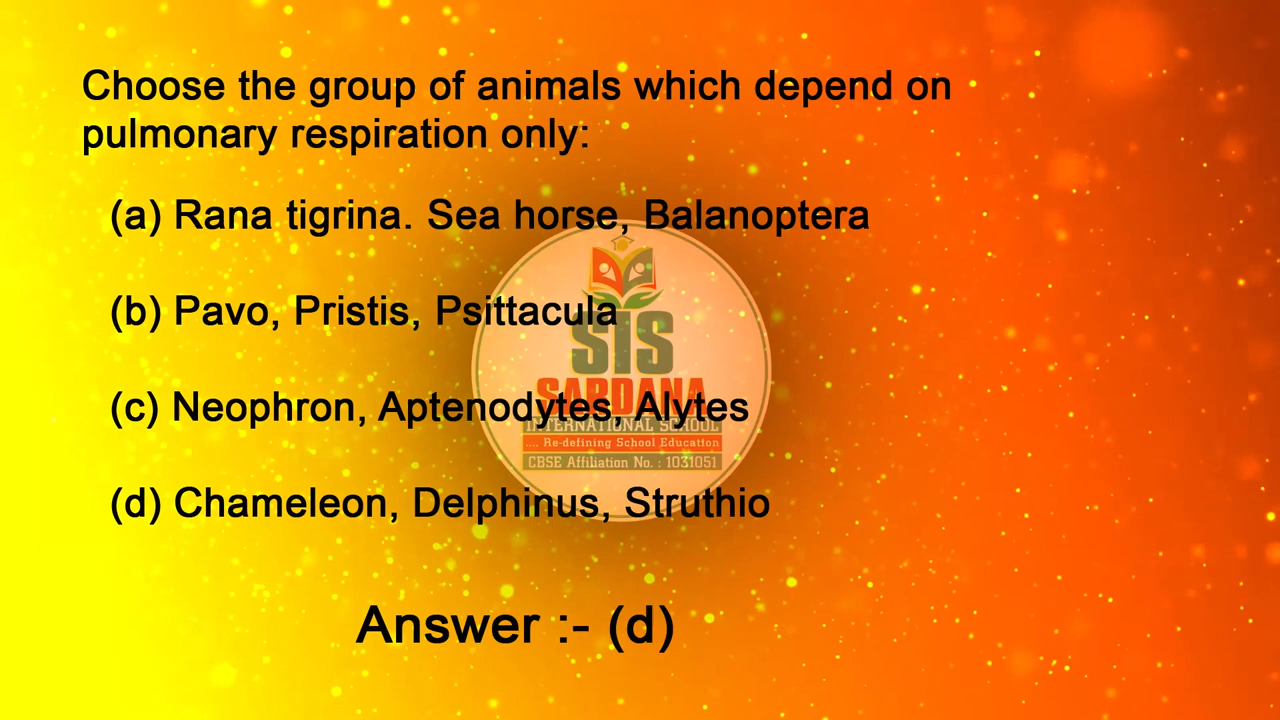 Choose the group of animals which depend on
pulmonary respiration only:
(a) Rana tigrina. Sea horse, Balanoptera
(b) Pavo, Pristis, Psittacula
SIS
SARDANA
(c) Neophron, Aptenodytes, Alytes
INTERNATIONAL SCHOOL
.... Re-defining School Education
CBSE Affiliation No. : 1031051
(d) Chameleon, Delphinus, Struthio
Answer :- (d)